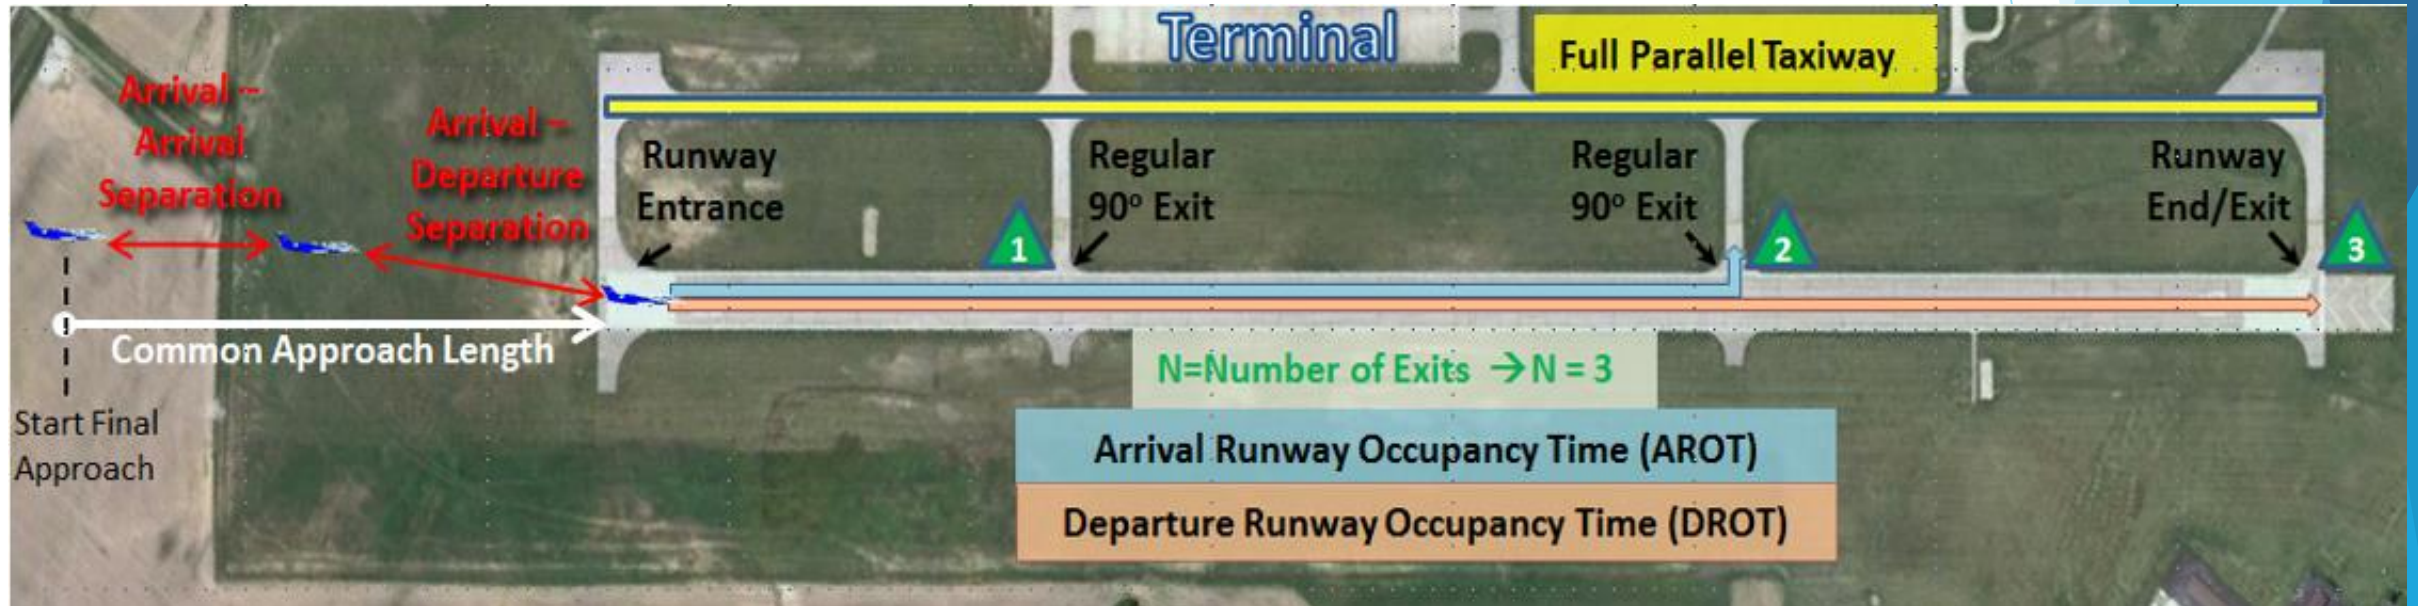 Terminal
Full Parallel Taxiway
Arrival –
Arrival
Separation
Arrival –
Departure
Separation
Runway
Entrance
Regular
90º Exit
Regular
90º Exit
Runway
End/Exit
1
2
3
Common Approach Length
Start Final
Approach
N=Number of Exits → N = 3
Arrival Runway Occupancy Time (AROT)
Departure Runway Occupancy Time (DROT)